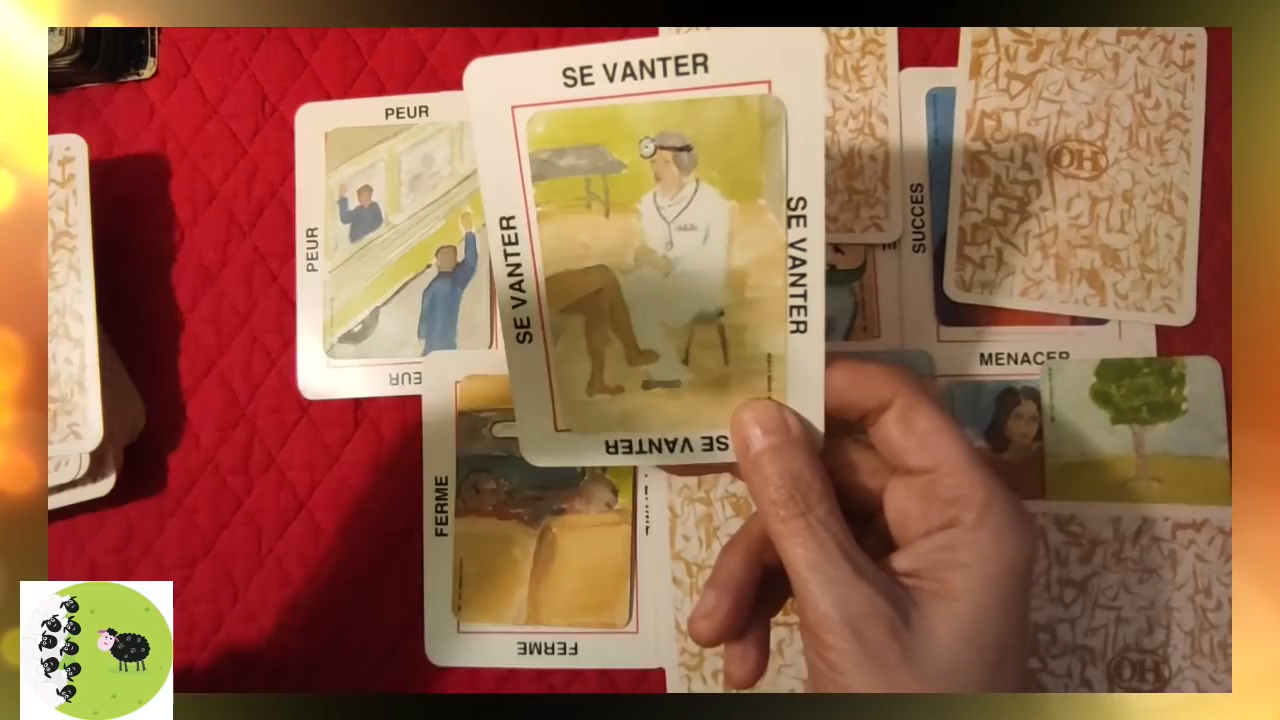 SE VANTER
SE VANTER
SE VANTER
SE VANTER
PEUR
PEUR
EUR
SUCCES
OH
MENACER
FERME
FERME
OH